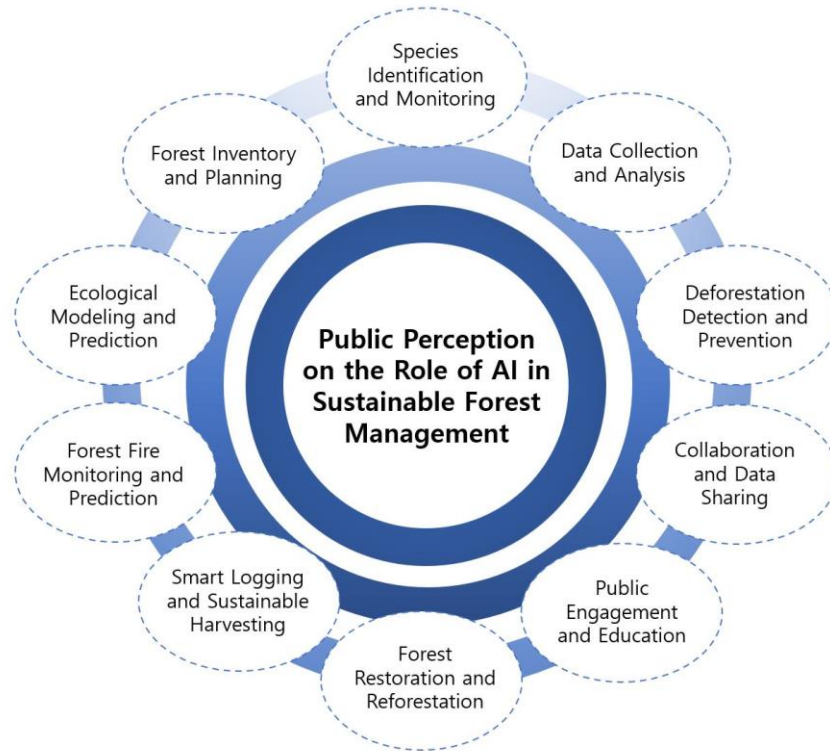 Species
Identification
and Monitoring
Data Collection
and Analysis
Deforestation
Detection and
Prevention
Collaboration
and Data
Sharing
Public
Engagement
and Education
Forest
Restoration and
Reforestation
Smart Logging
and Sustainable
Harvesting
Forest Fire
Monitoring and
Prediction
Ecological
Modeling and
Prediction
Forest Inventory
and Planning
Public Perception
on the Role of AI in
Sustainable Forest
Management